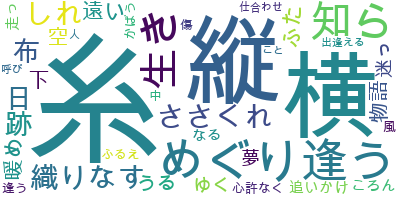 糸
縦
横
めぐり逢う
生き
知ら
ささくれ
織りなす
しれ
遠い
布
空
人
下
日
跡
暖め
うる
ゆく
夢
なる
ふるえ
中
心許なく
追いかけ
ころん
物語
迷っ
ふた
風
こと
出逢える
仕合わせ
傷
かばう
走っ
呼び
逢う